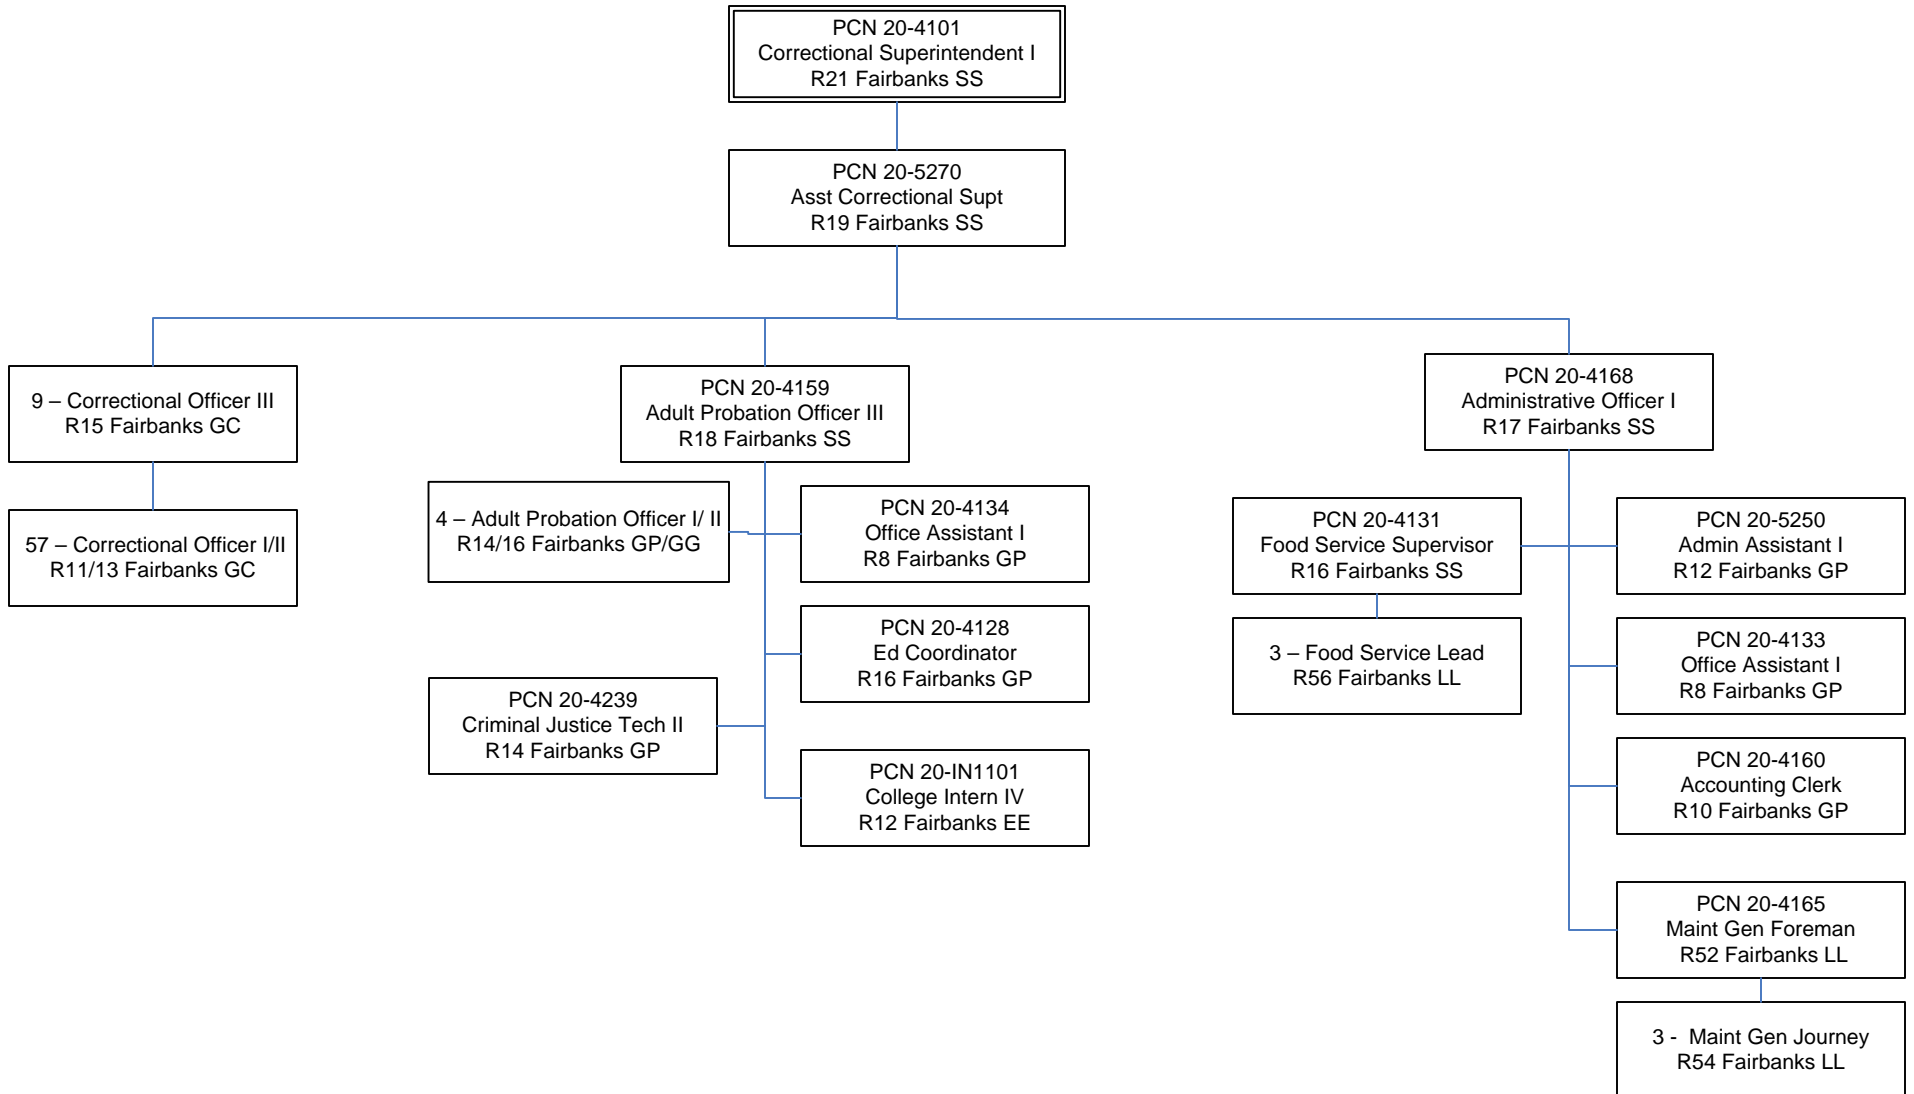 PCN 20-4101
Correctional Superintendent I
R21 Fairbanks SS
PCN 20-5270
Asst Correctional Supt
R19 Fairbanks SS
9 – Correctional Officer III
R15 Fairbanks GC
57 – Correctional Officer I/II
R11/13 Fairbanks GC
PCN 20-4159
Adult Probation Officer III
R18 Fairbanks SS
4 – Adult Probation Officer I/ II
R14/16 Fairbanks GP/GG
PCN 20-4134
Office Assistant I
R8 Fairbanks GP
PCN 20-4128
Ed Coordinator
R16 Fairbanks GP
PCN 20-4239
Criminal Justice Tech II
R14 Fairbanks GP
PCN 20-IN1101
College Intern IV
R12 Fairbanks EE
PCN 20-4168
Administrative Officer I
R17 Fairbanks SS
PCN 20-4131
Food Service Supervisor
R16 Fairbanks SS
3 – Food Service Lead
R56 Fairbanks LL
PCN 20-5250
Admin Assistant I
R12 Fairbanks GP
PCN 20-4133
Office Assistant I
R8 Fairbanks GP
PCN 20-4160
Accounting Clerk
R10 Fairbanks GP
PCN 20-4165
Maint Gen Foreman
R52 Fairbanks LL
3 -  Maint Gen Journey
R54 Fairbanks LL